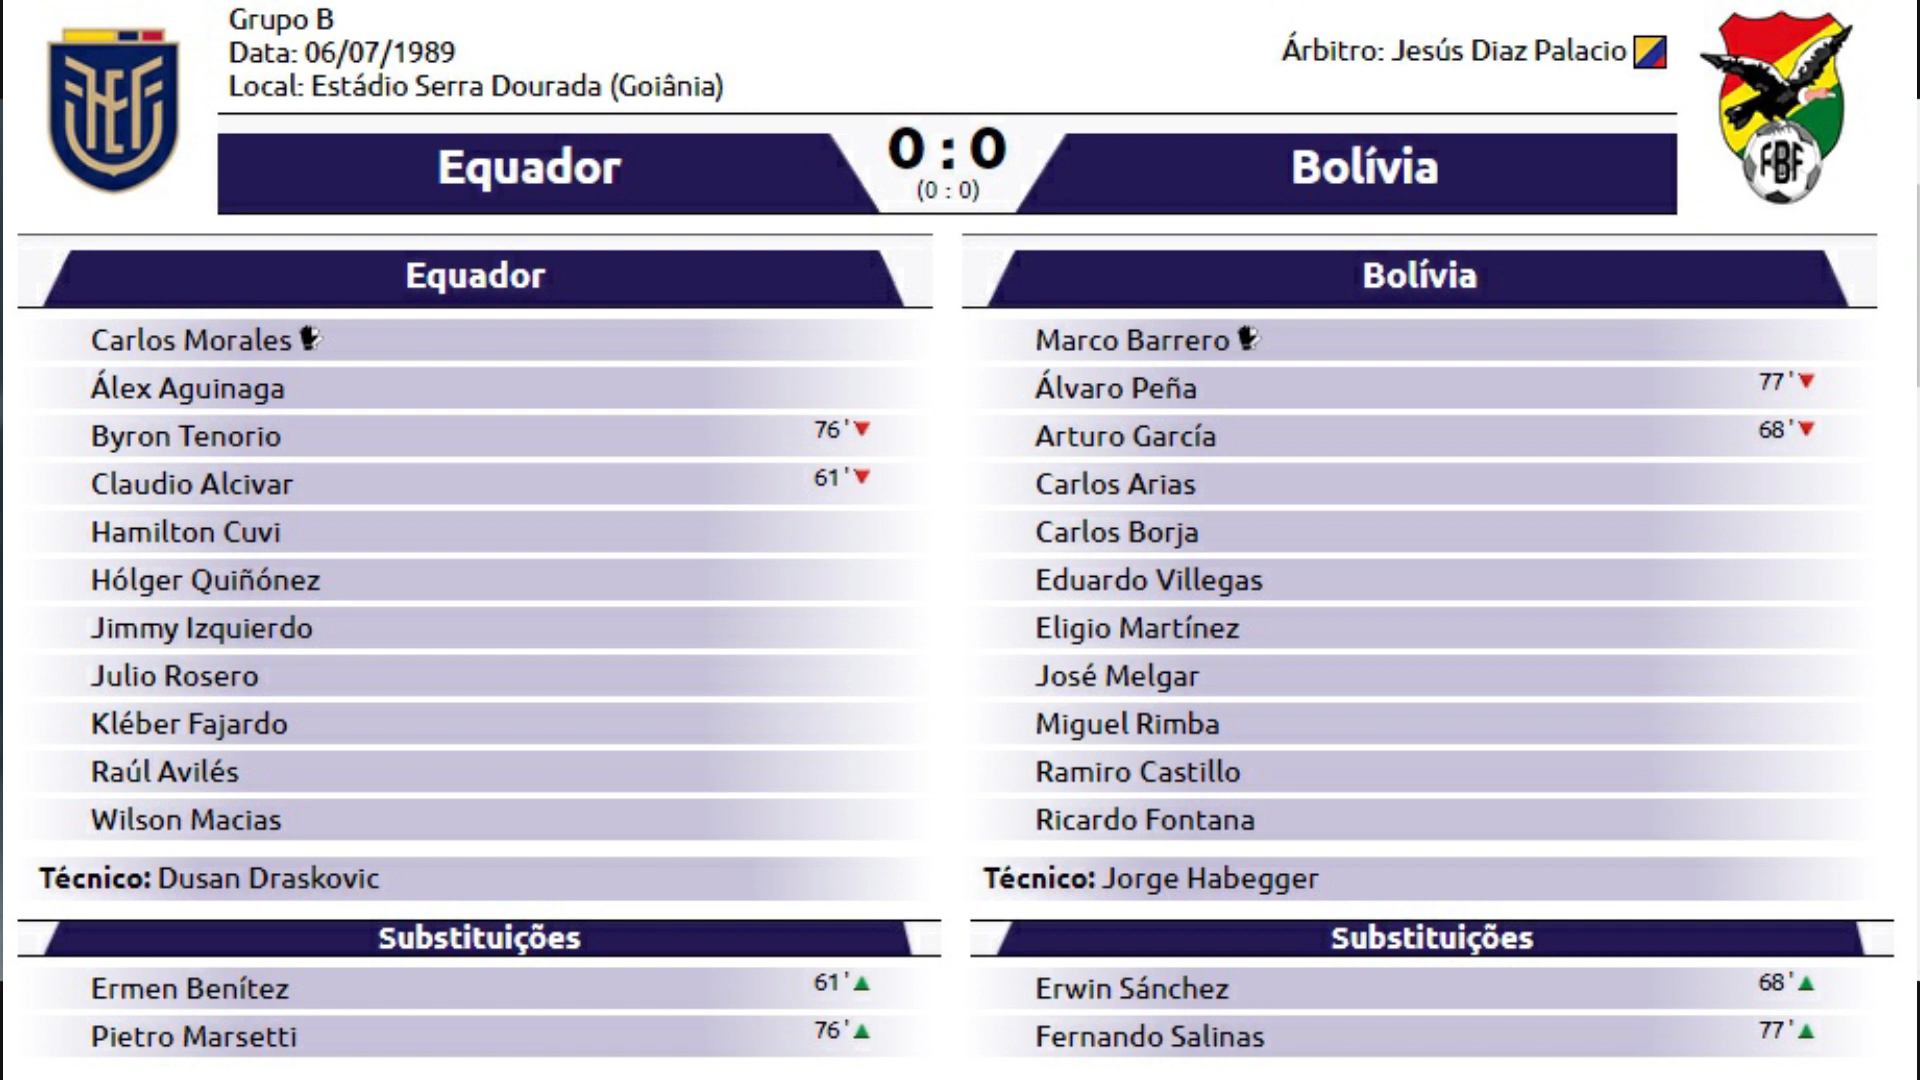 Grupo B
Data: 06/07/1989
Local: Estádio Serra Dourada (Goiânia)
Árbitro: Jesús Diaz Palacio
Equador
0 : 0
(0 : 0)
Bolívia
FBF
Equador
Carlos Morales
Álex Aguinaga
Byron Tenorio 76'
Claudio Alcivar 61'
Hamilton Cuvi
Hólger Quiñónez
Jimmy Izquierdo
Julio Rosero
Kléber Fajardo
Raúl Avilés
Wilson Macias
Técnico: Dusan Draskovic
Substituições
Ermen Benítez 61'
Pietro Marsetti 76'
Bolívia
Marco Barrero
Álvaro Peña 77'
Arturo García 68'
Carlos Arias
Carlos Borja
Eduardo Villegas
Eligio Martínez
José Melgar
Miguel Rimba
Ramiro Castillo
Ricardo Fontana
Técnico: Jorge Habegger
Substituições
Erwin Sánchez 68'
Fernando Salinas 77'